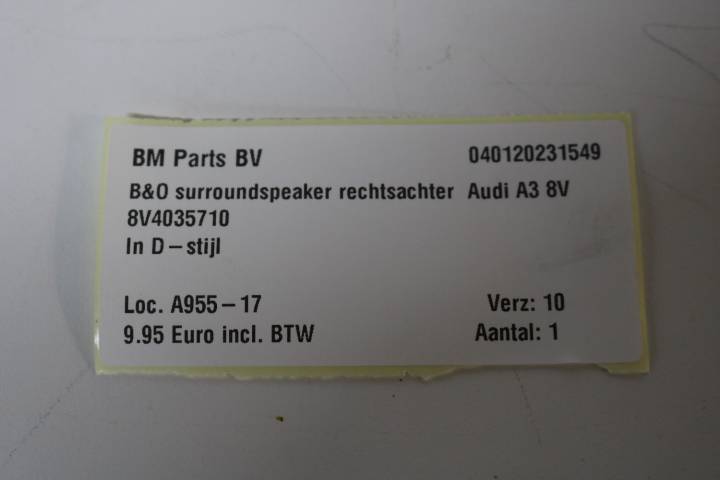 BM Parts BV 040120231549
B&O surroundspeaker rechtsachter Audi A3 8V
8V4035710
In D-stijl
Loc. A955-17 Verz: 10
9.95 Euro incl. BTW Aantal: 1